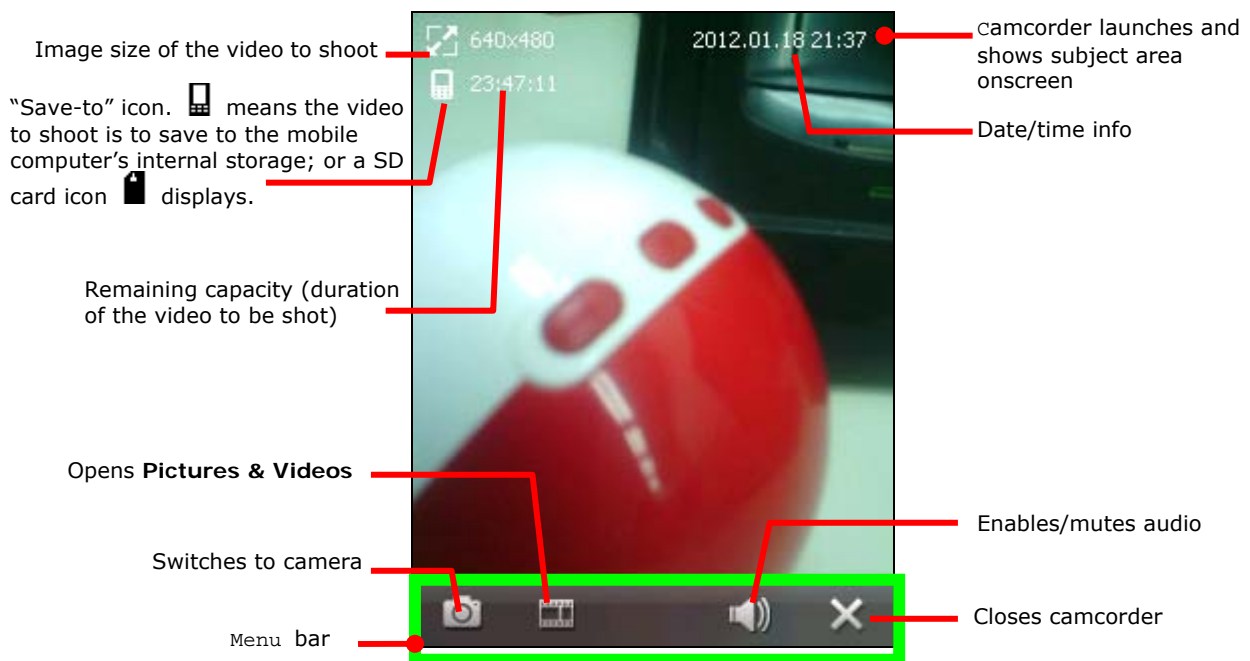 Image size of the video to shoot
"Save-to" icon. means the video
to shoot is to save to the mobile
computer's internal storage; or a SD
card icon displays.
Remaining capacity (duration
of the video to be shot)
Opens Pictures & Videos
Switches to camera
Menu bar
640x480
2012.01.18 21:37
23:47:11
camcorder launches and
shows subject area
onscreen
Date/time info
Enables/mutes audio
Closes camcorder